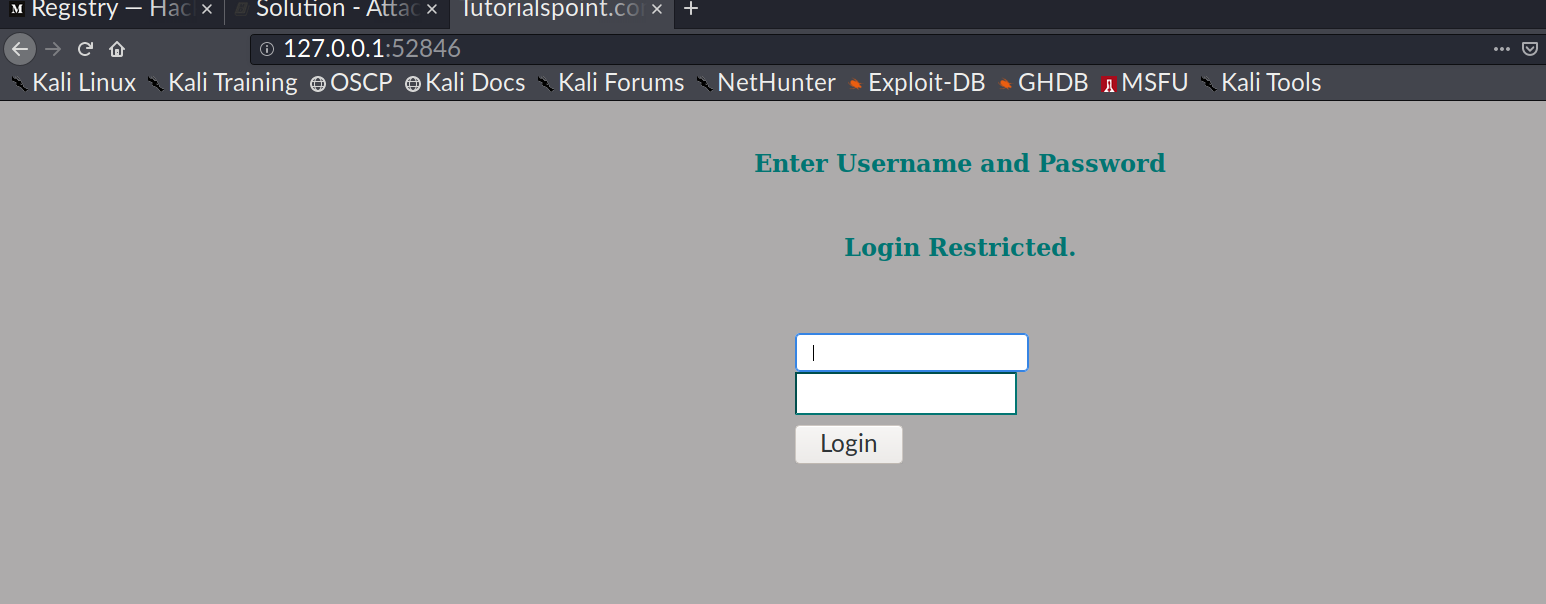 Registry — Hac
Solution - Attac
Tutorialspoint.co
127.0.0.1:52846
Kali Linux Kali Training OSCP Kali Docs Kali Forums NetHunter Exploit-DB GHDB MSFU Kali Tools
Enter Username and Password
Login Restricted.
Login